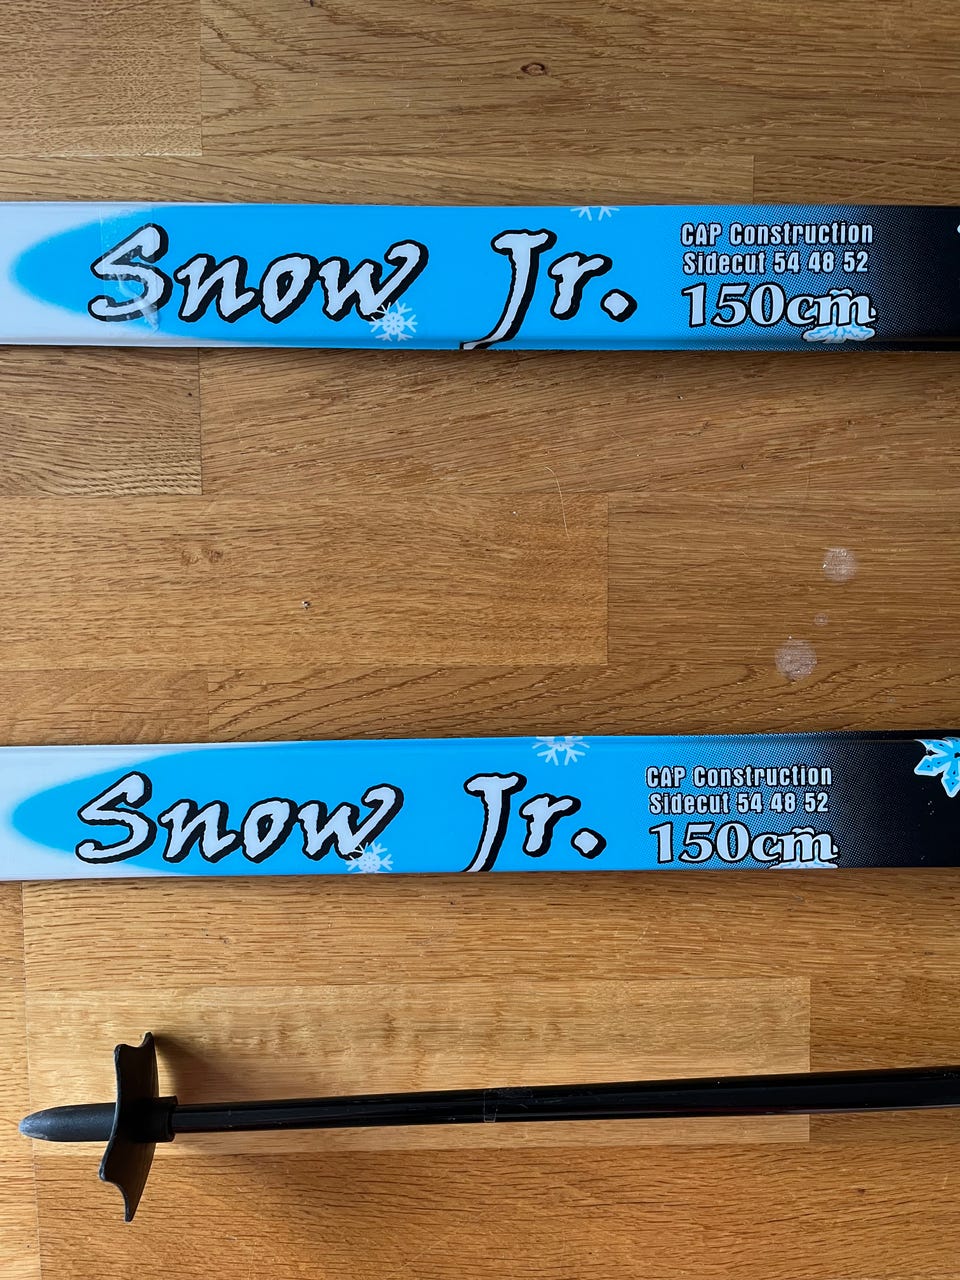 Snow Jr.
CAP Construction
Sidecut 54 48 52
150cm
Snow Jr.
CAP Construction
Sidecut 54 48 52
150cm